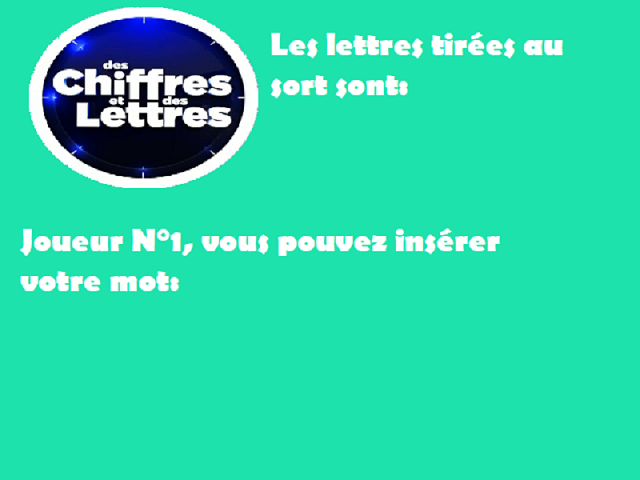 des
Chiffres
et des
Lettres
Les lettres tirées au
sort sont:
Joueur N°1, vous pouvez insérer
votre mot: